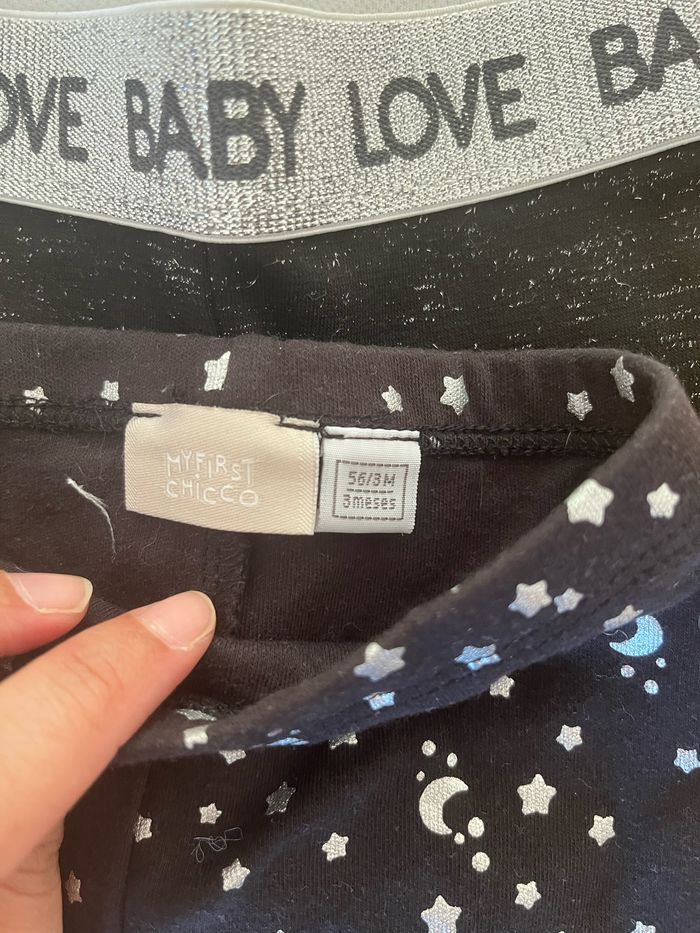 OVE BABY LOVE BA
MYFiRST
CHiCCO
56/3M
3meses